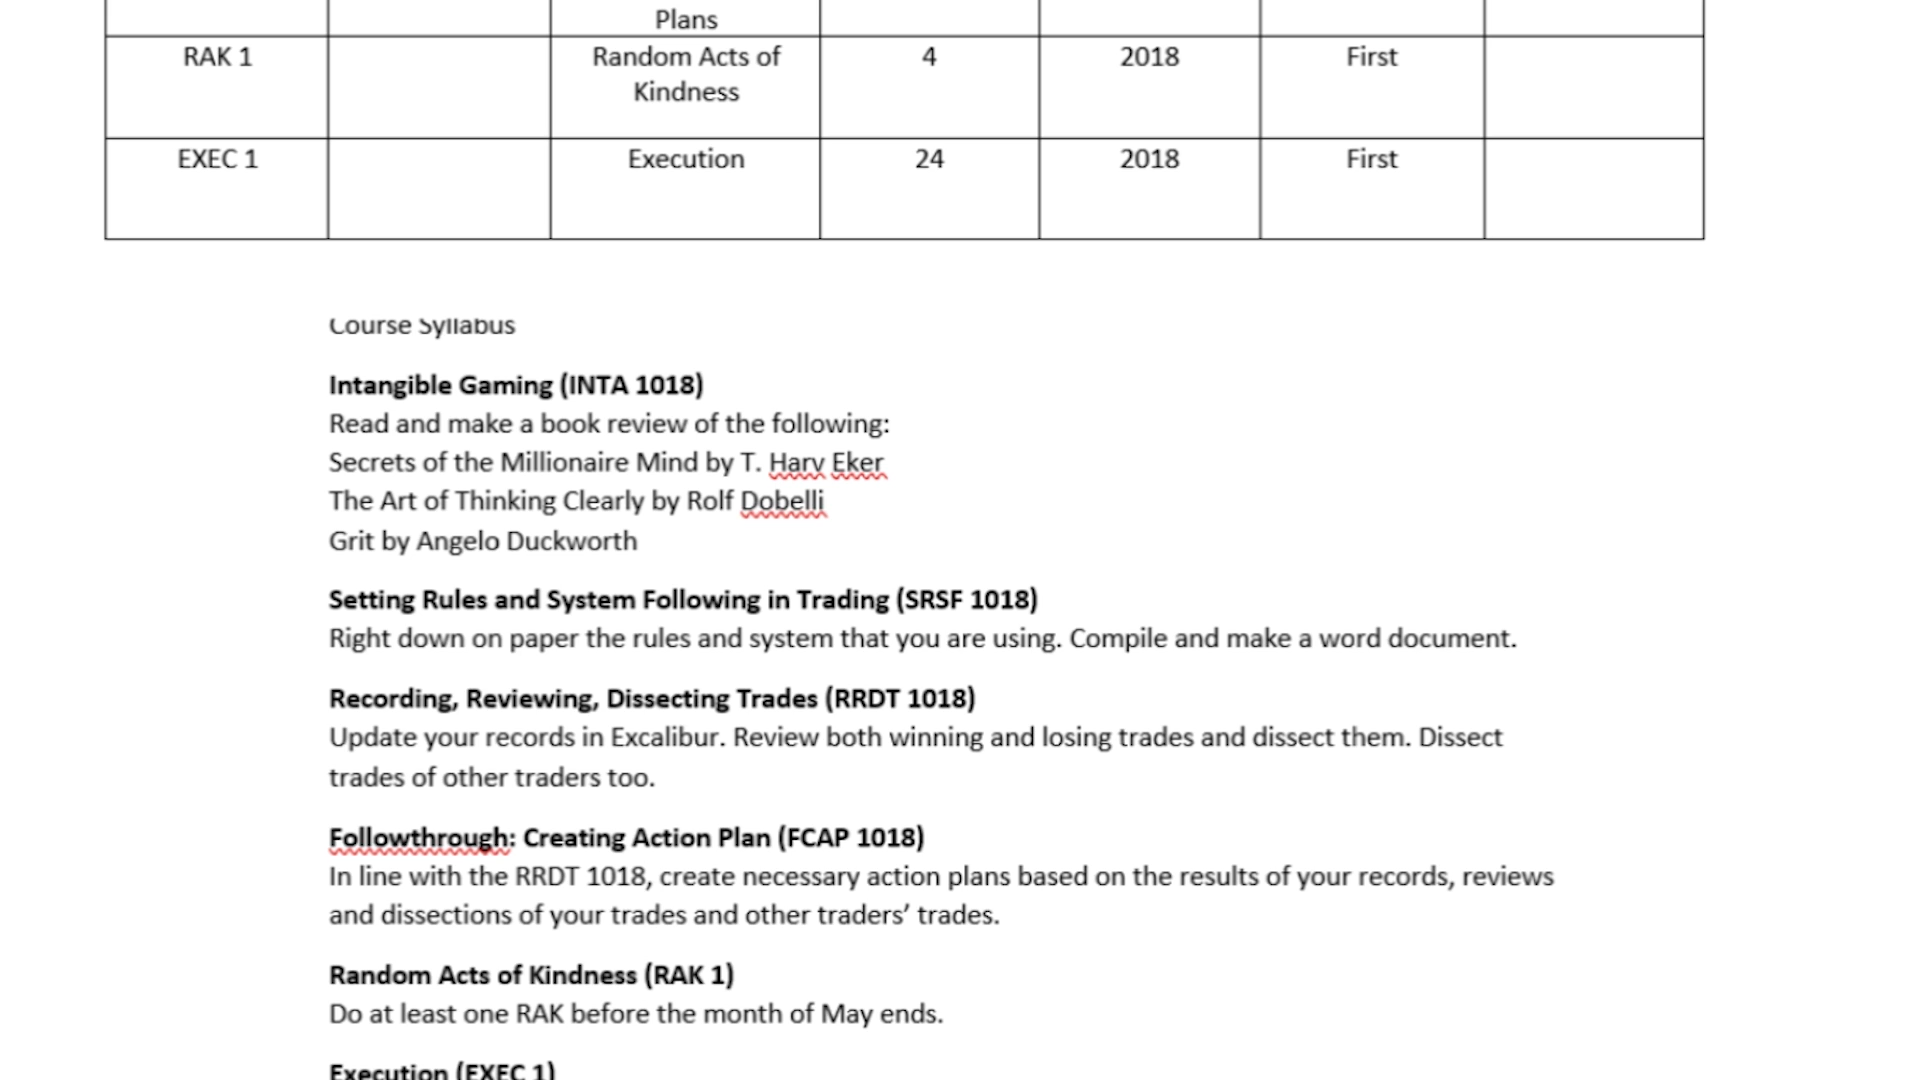 Plans
RAK 1 Random Acts of 4 2018 First
Kindness
EXEC 1 Execution 24 2018 First
Course Syllabus
Intangible Gaming (INTA 1018)
Read and make a book review of the following:
Secrets of the Millionaire Mind by T. Harv Eker
The Art of Thinking Clearly by Rolf Dobelli
Grit by Angelo Duckworth
Setting Rules and System Following in Trading (SRSF 1018)
Right down on paper the rules and system that you are using. Compile and make a word document.
Recording, Reviewing, Dissecting Trades (RRDT 1018)
Update your records in Excalibur. Review both winning and losing trades and dissect them. Dissect
trades of other traders too.
Followthrough: Creating Action Plan (FCAP 1018)
In line with the RRDT 1018, create necessary action plans based on the results of your records, reviews
and dissections of your trades and other traders’ trades.
Random Acts of Kindness (RAK 1)
Do at least one RAK before the month of May ends.
Execution (EXEC 1)